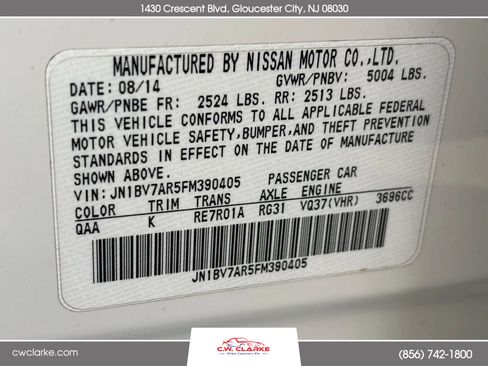 1430 Crescent Blvd, Gloucester City, NJ 08030
MANUFACTURED BY NISSAN MOTOR CO.,LTD.
DATE: 08/14 GVWR/PNBV: 5004 LBS.
GAWR/PNBE FR: 2524 LBS. RR: 2513 LBS.
THIS VEHICLE CONFORMS TO ALL APPLICABLE FEDERAL
MOTOR VEHICLE SAFETY,BUMPER,AND THEFT PREVENTION
STANDARDS IN EFFECT ON THE DATE OF MANUFACTURE
SHOWN ABOVE.
VIN: JN1BV7AR5FM390405 PASSENGER CAR
COLOR TRIM TRANS AXLE ENGINE
QAA K RE7R01A RG31 VQ37(VHR) 3696CC
JN1BV7AR5FM390405
C.W. CLARKE
Where Customers Win
cwclarke.com
(856) 742-1800